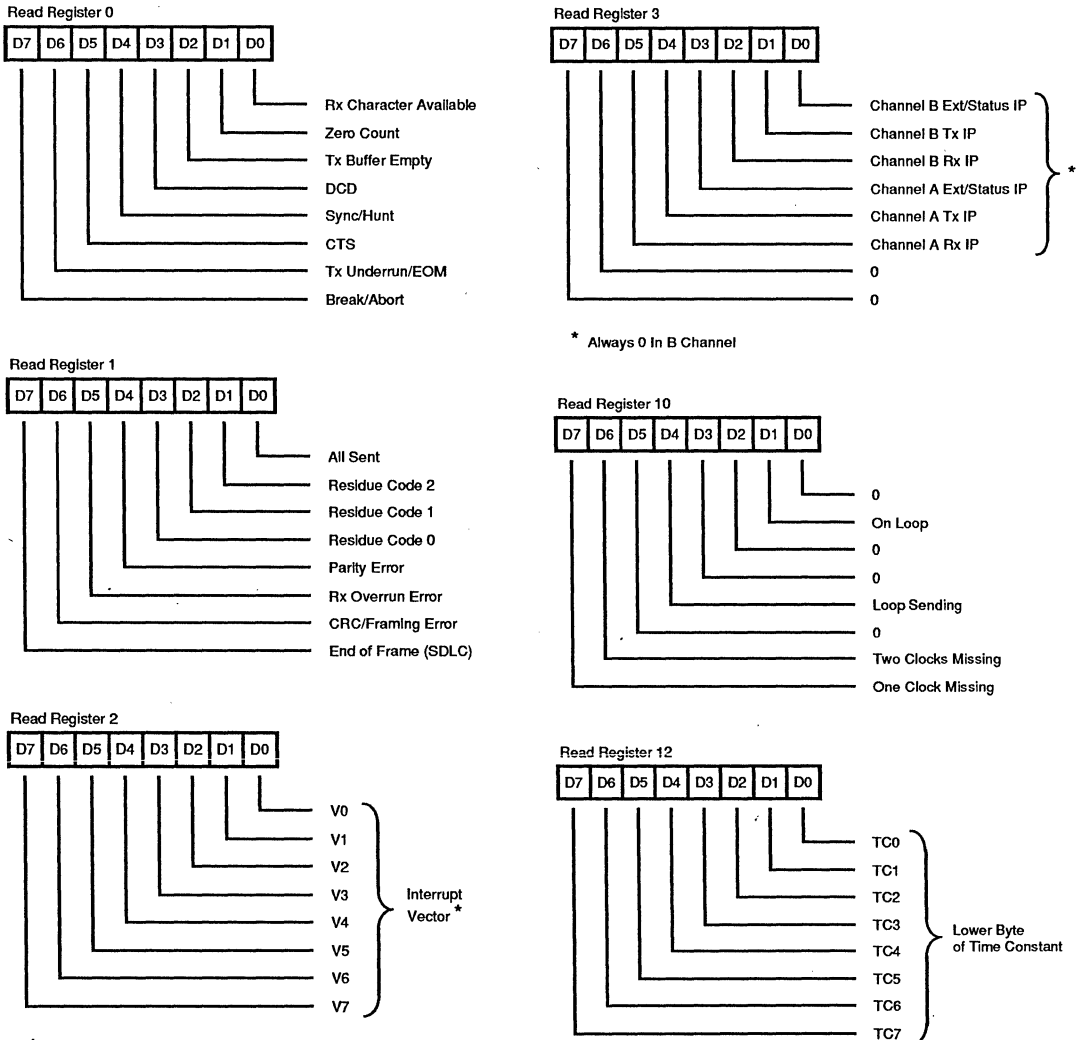 Read Register 0
D7 D6 D5 D4 D3 D2 D1 D0
Rx Character Available
Zero Count
Tx Buffer Empty
DCD
Sync/Hunt
CTS
Tx Underrun/EOM
Break/Abort
Read Register 1
D7 D6 D5 D4 D3 D2 D1 D0
All Sent
Residue Code 2
Residue Code 1
Residue Code 0
Parity Error
Rx Overrun Error
CRC/Framing Error
End of Frame (SDLC)
Read Register 2
D7 D6 D5 D4 D3 D2 D1 D0
V0
V1
V2
V3
V4
V5
V6
V7
Interrupt
Vector *
Read Register 3
D7 D6 D5 D4 D3 D2 D1 D0
Channel B Ext/Status IP
Channel B Tx IP
Channel B Rx IP
Channel A Ext/Status IP
Channel A Tx IP
Channel A Rx IP
0
0
*
* Always 0 In B Channel
Read Register 10
D7 D6 D5 D4 D3 D2 D1 D0
0
On Loop
0
0
Loop Sending
0
Two Clocks Missing
One Clock Missing
Read Register 12
D7 D6 D5 D4 D3 D2 D1 D0
TC0
TC1
TC2
TC3
TC4
TC5
TC6
TC7
Lower Byte
of Time Constant